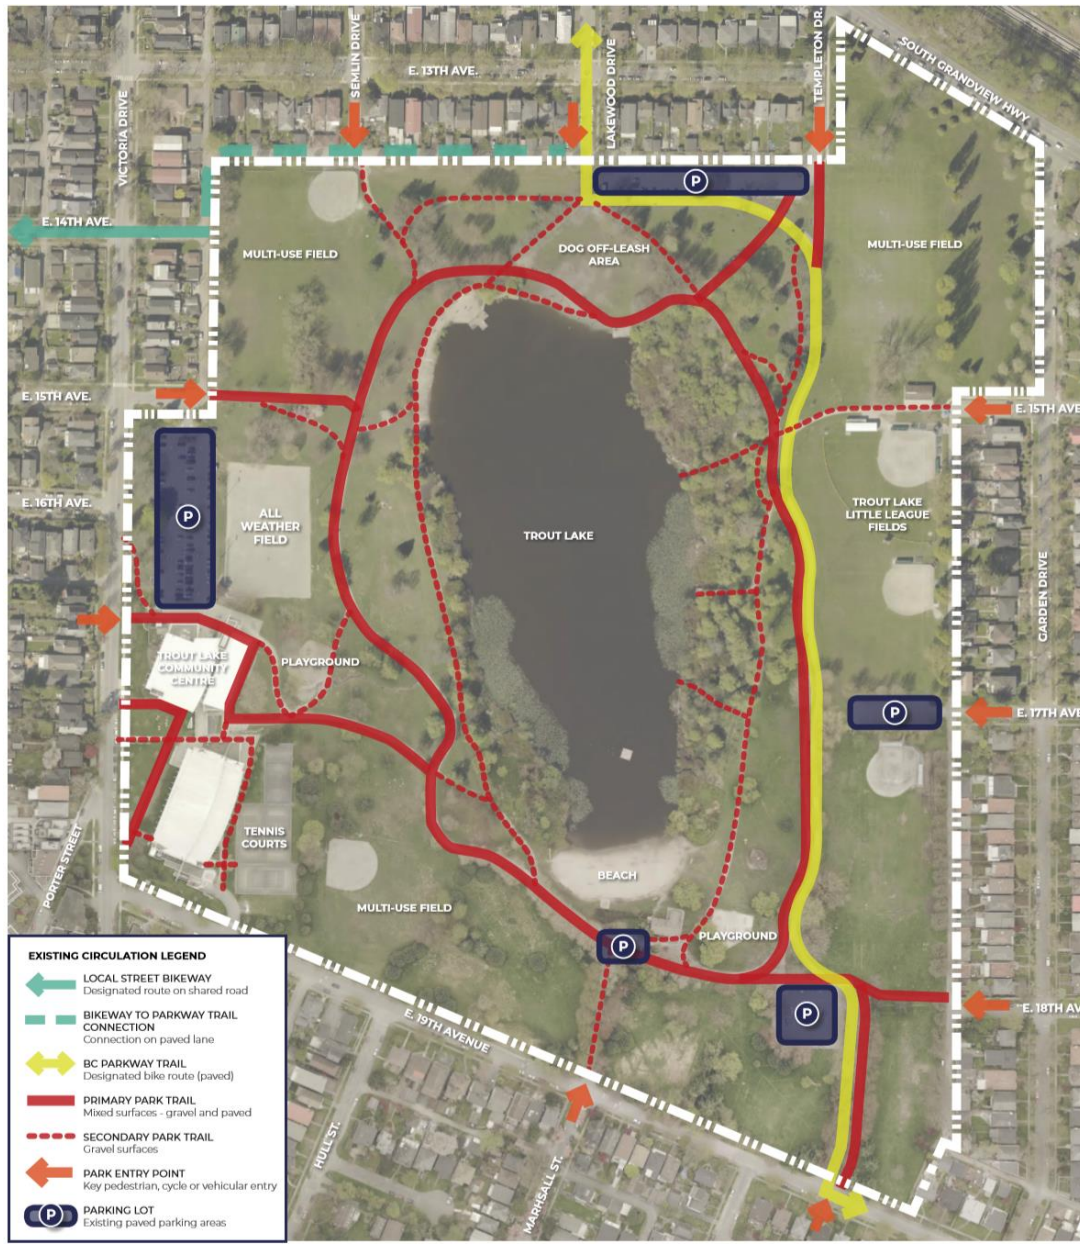 SOUTH GRANDVIEW HWY
SEMLIN DRIVE
LAKEWOOD DRIVE
TEMPLETON DR.
E. 13TH AVE.
VICTORIA DRIVE
P
E. 14TH AVE.
MULTI-USE FIELD
DOG OFF-LEASH
AREA
MULTI-USE FIELD
E. 15TH AVE.
E. 15TH AVE.
E. 16TH AVE.
P
ALL
WEATHER
FIELD
TROUT LAKE
TROUT LAKE
LITTLE LEAGUE
FIELDS
GARDEN DRIVE
TROUT LAKE
COMMUNITY
CENTRE
PLAYGROUND
P
E. 17TH AVE
TENNIS
COURTS
PORTER STREET
BEACH
MULTI-USE FIELD
P
PLAYGROUND
P
E. 18TH AV
E. 19TH AVENUE
HULL ST.
MARHSALL ST.
EXISTING CIRCULATION LEGEND
LOCAL STREET BIKEWAY
Designated route on shared road
BIKEWAY TO PARKWAY TRAIL
CONNECTION
Connection on paved lane
BC PARKWAY TRAIL
Designated bike route (paved)
PRIMARY PARK TRAIL
Mixed surfaces - gravel and paved
SECONDARY PARK TRAIL
Gravel surfaces
PARK ENTRY POINT
Key pedestrian, cycle or vehicular entry
P
PARKING LOT
Existing paved parking areas